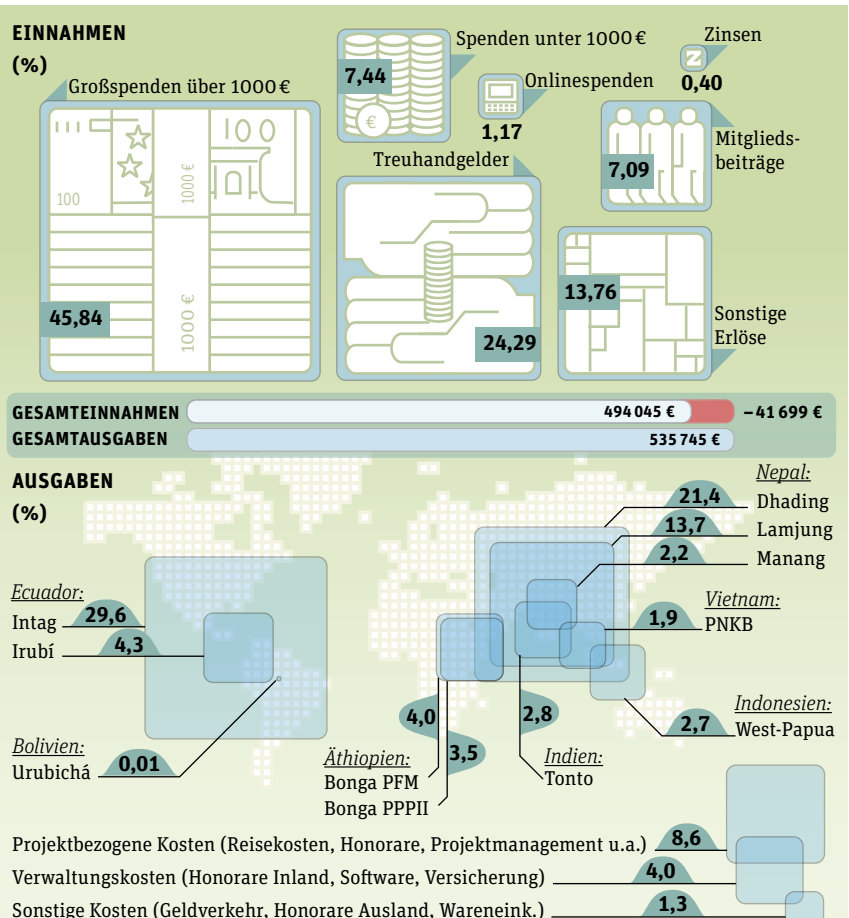 EINNAHMEN
(%)
Großspenden über 1000 €
100
100
1000 €
1000 €
45,84
Spenden unter 1000 €
7,44
€
Onlinespenden
1,17
Zinsen
Z
0,40
Treuhandgelder
24,29
Mitglieds-
beiträge
7,09
13,76
Sonstige
Erlöse
GESAMTEINNAHMEN 494 045 € –41 699 €
GESAMTAUSGABEN 535 745 €
AUSGABEN
(%)
Nepal:
21,4 Dhading
13,7 Lamjung
2,2 Manang
Ecuador:
Intag 29,6
Irubí 4,3
Vietnam:
1,9 PNKB
Bolivien:
Urubichá 0,01
Indonesien:
2,7 West-Papua
4,0
3,5
Äthiopien:
Bonga PFM
Bonga PPPII
2,8
Indien:
Tonto
Projektbezogene Kosten (Reisekosten, Honorare, Projektmanagement u.a.) 8,6
Verwaltungskosten (Honorare Inland, Software, Versicherung) 4,0
Sonstige Kosten (Geldverkehr, Honorare Ausland, Wareneink.) 1,3